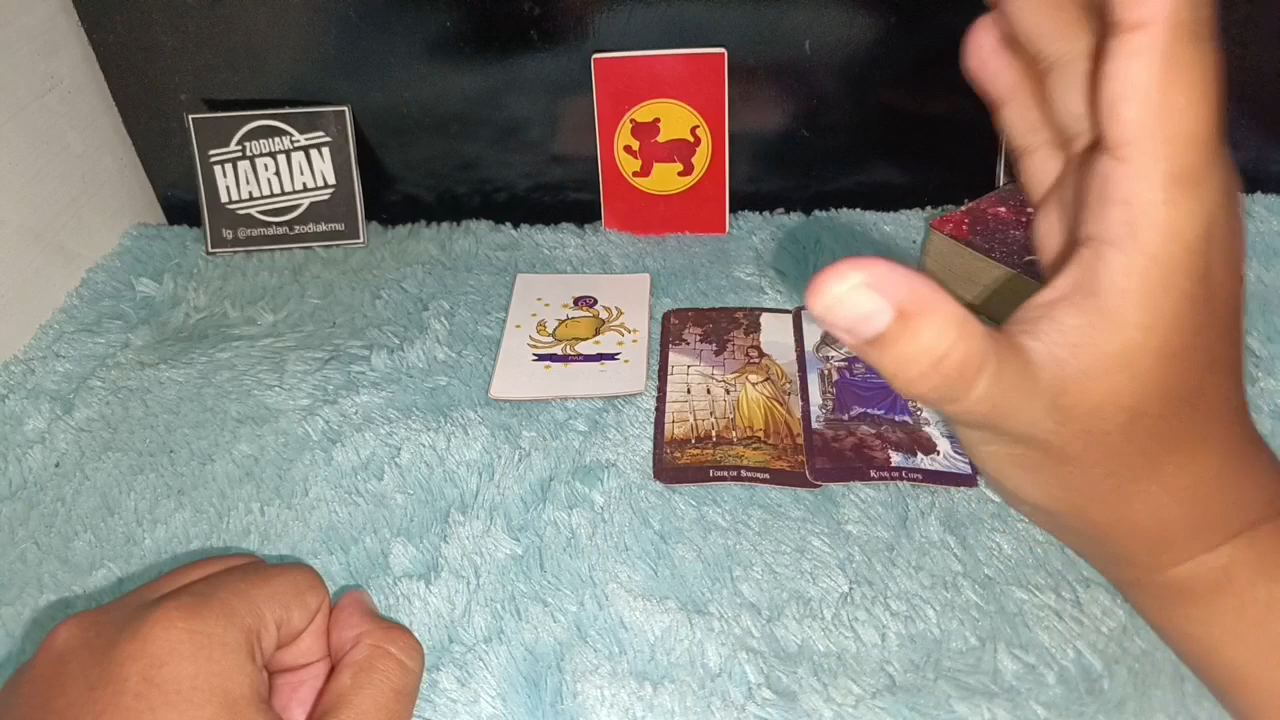 ZODIAK
HARIAN
Ig: @ramalan_zodiakmu
FOUR OF SWORDS
KING OF CUPS